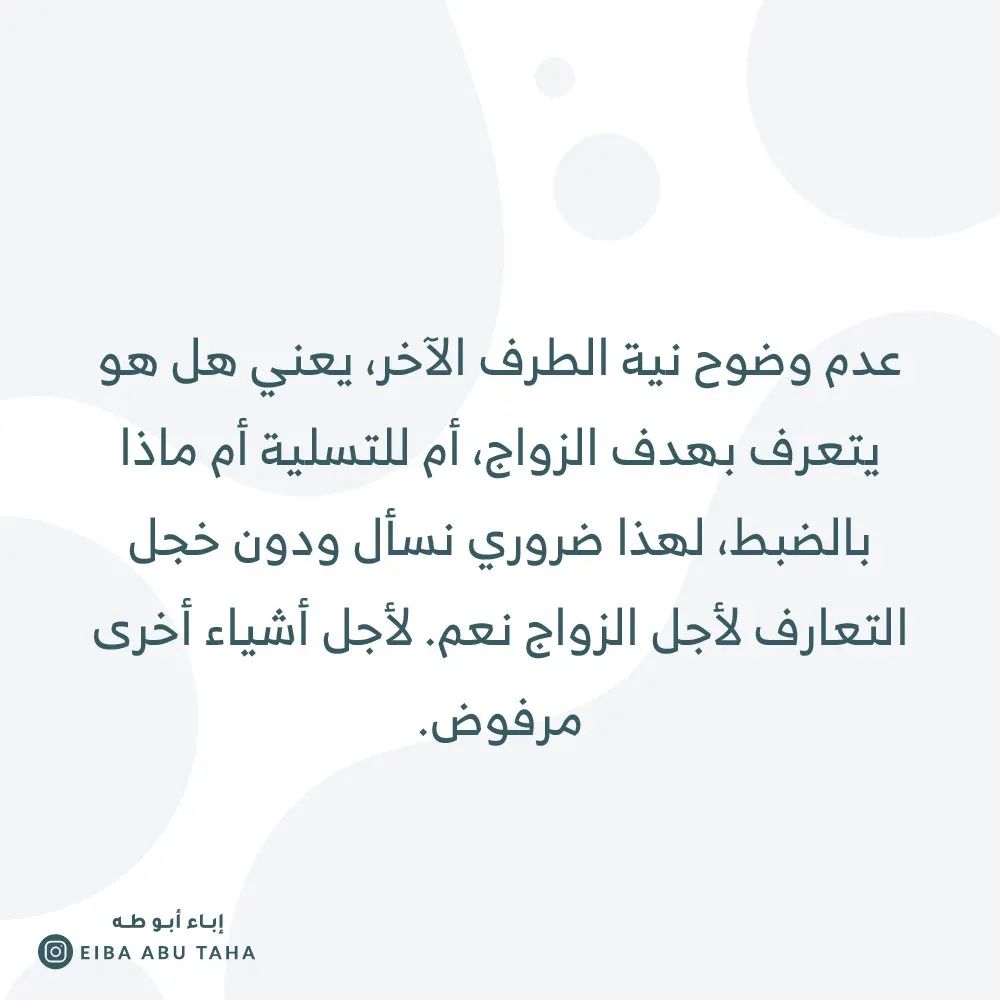 عدم وضوح نية الطرف الآخر، يعني هل هو
يتعرف بهدف الزواج، أم للتسلية أم ماذا
بالضبط، لهذا ضروري نسأل ودون خجل
التعارف لأجل الزواج نعم. لأجل أشياء أخرى
مرفوض.
إباء أبو طه
EIBA ABU TAHA